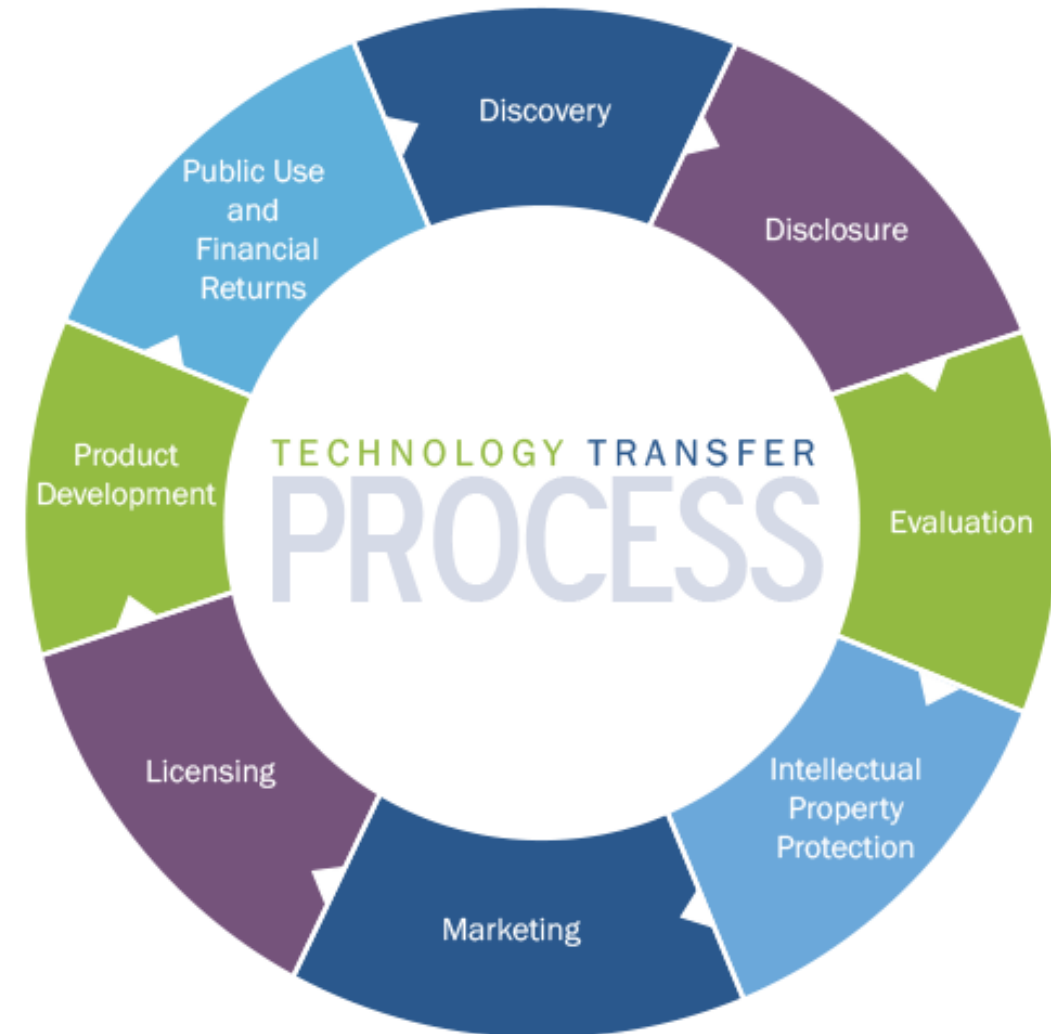 Discovery
Disclosure
Evaluation
Intellectual
Property
Protection
Marketing
Licensing
Product
Development
Public Use
and
Financial
Returns
TECHNOLOGY TRANSFER
PROCESS